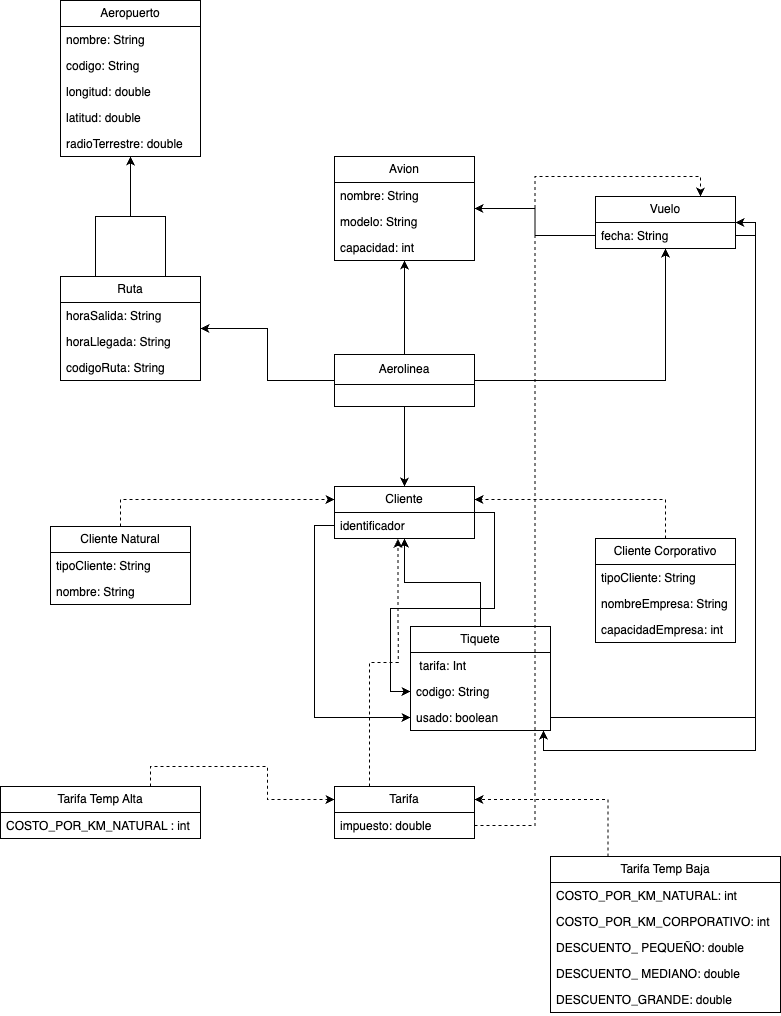 Aeropuerto
nombre: String
codigo: String
longitud: double
latitud: double
radioTerrestre: double
Avion
nombre: String
modelo: String
capacidad: int
Vuelo
fecha: String
Ruta
horaSalida: String
horaLlegada: String
codigoRuta: String
Aerolinea
Cliente
identificador
Cliente Natural
tipoCliente: String
nombre: String
Cliente Corporativo
tipoCliente: String
nombreEmpresa: String
capacidadEmpresa: int
Tiquete
tarifa: Int
codigo: String
usado: boolean
Tarifa Temp Alta
COSTO_POR_KM_NATURAL : int
Tarifa
impuesto: double
Tarifa Temp Baja
COSTO_POR_KM_NATURAL: int
COSTO_POR_KM_CORPORATIVO: int
DESCUENTO_ PEQUEÑO: double
DESCUENTO_ MEDIANO: double
DESCUENTO_GRANDE: double